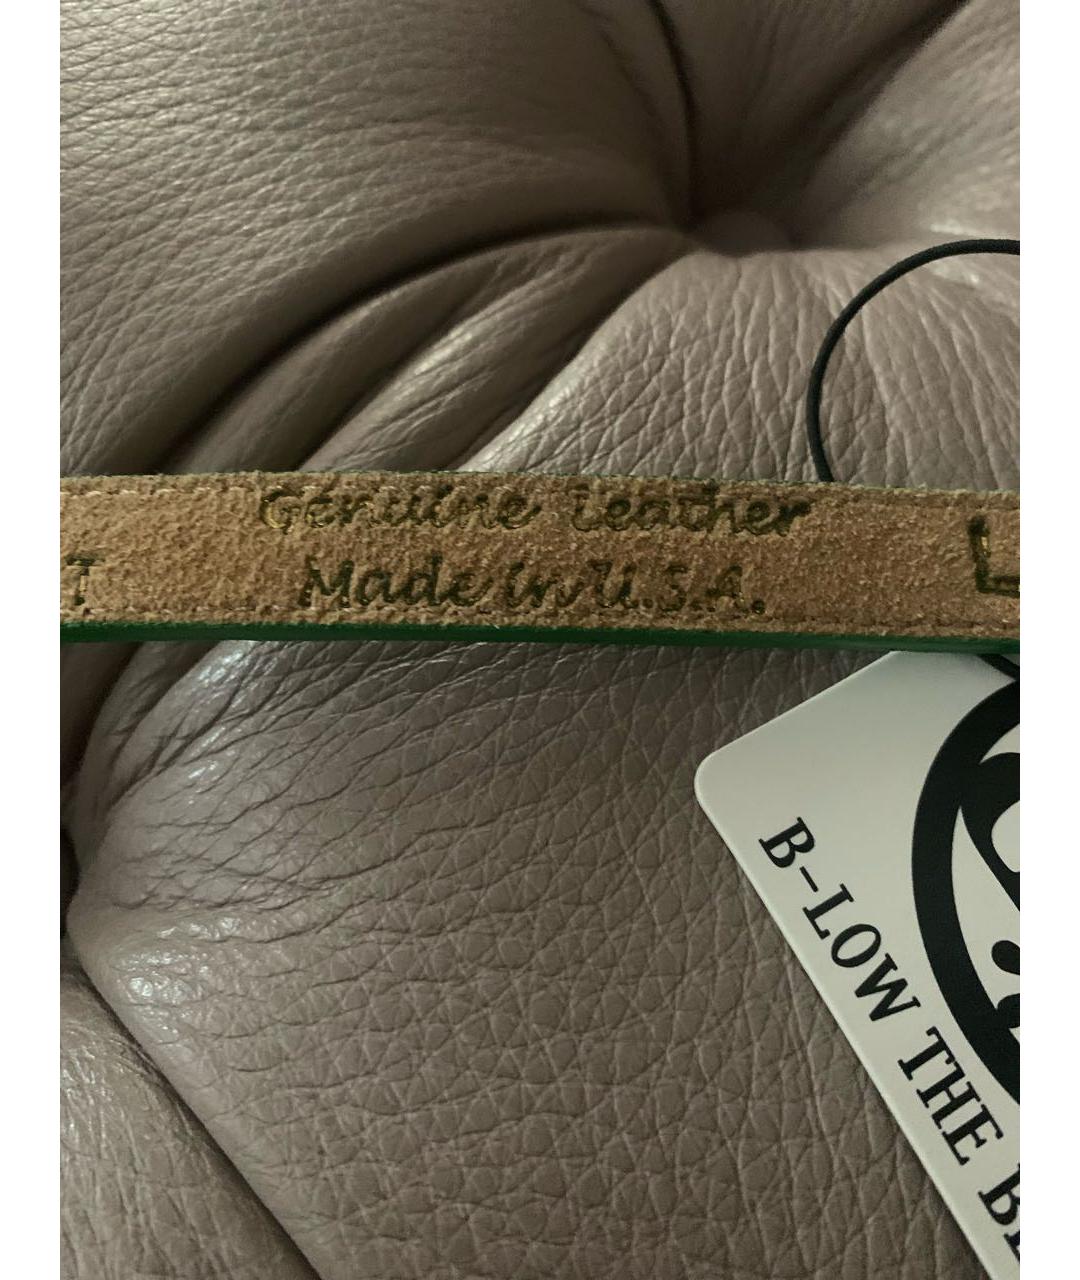 Genuine Leather
Made in U.S.A.
T
L
B-LOW THE B